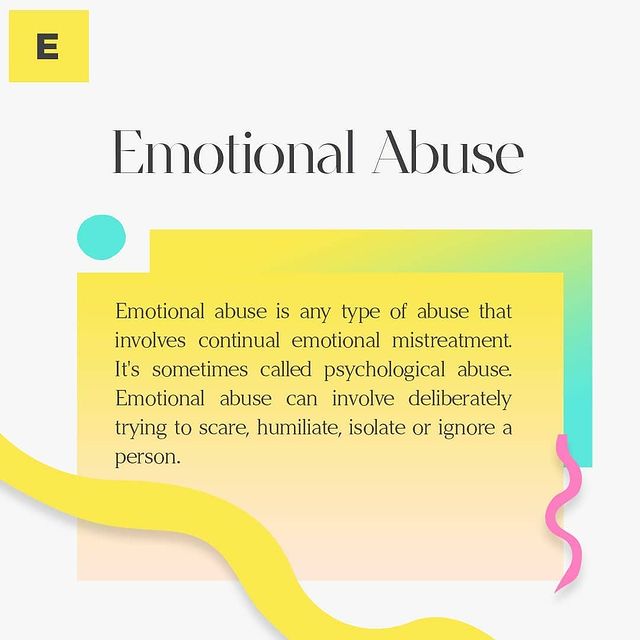 E
Emotional Abuse
Emotional abuse is any type of abuse that
involves continual emotional mistreatment.
It's sometimes called psychological abuse.
Emotional abuse can involve deliberately
trying to scare, humiliate, isolate or ignore a
person.